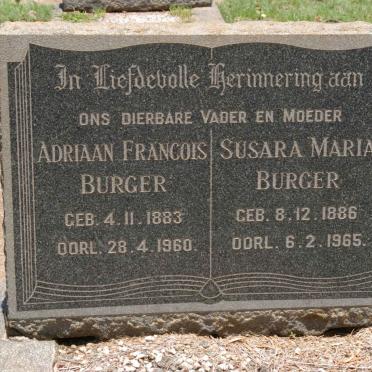 In Liefdevolle Herinnering aan
ONS DIERBARE VADER EN MOEDER
ADRIAAN FRANCOIS
BURGER
GEB. 4.11.1883
OORL. 28.4.1960.
SUSARA MARIA
BURGER
GEB. 8.12.1886
OORL. 6.2.1965.